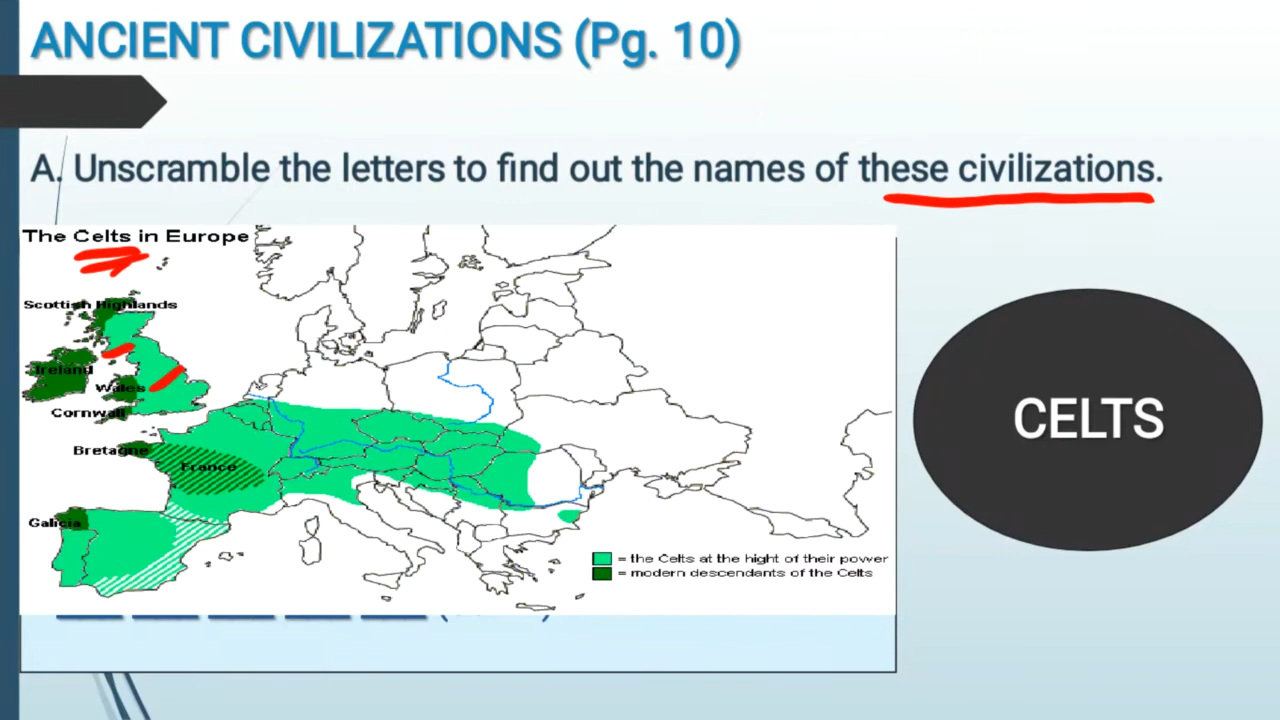 ANCIENT CIVILIZATIONS (Pg. 10)
A. Unscramble the letters to find out the names of these civilizations.
The Celts in Europe
Scottish Highlands
Ireland
Wales
Cornwall
Bretagne
France
Galicia
= the Celts at the hight of their power
= modern descendants of the Celts
CELTS